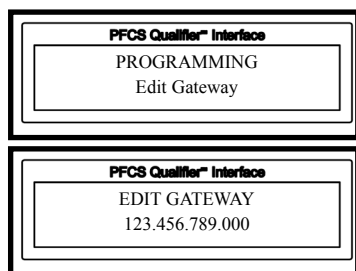 PFCS Qualifier™ Interface
PROGRAMMING
Edit Gateway
PFCS Qualifier™ Interface
EDIT GATEWAY
123.456.789.000